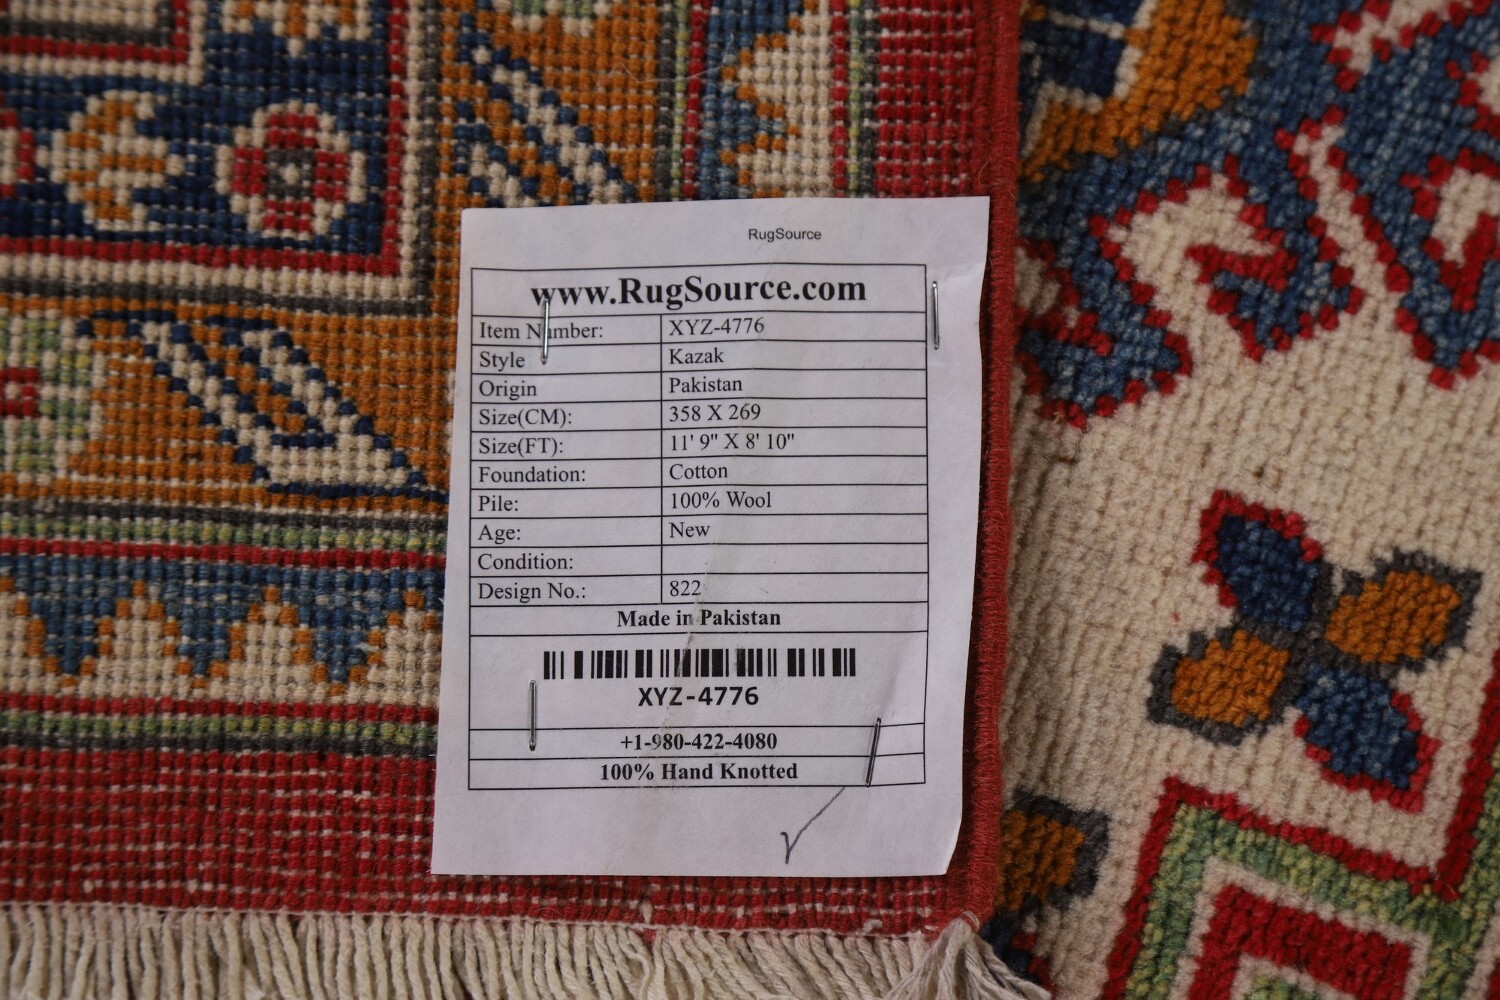 RugSource
www.RugSource.com
Item Number: XYZ-4776
Style Kazak
Origin Pakistan
Size(CM): 358 X 269
Size(FT): 11' 9" X 8' 10"
Foundation: Cotton
Pile: 100% Wool
Age: New
Condition:
Design No.: 822
Made in Pakistan
XYZ-4776
+1-980-422-4080
100% Hand Knotted